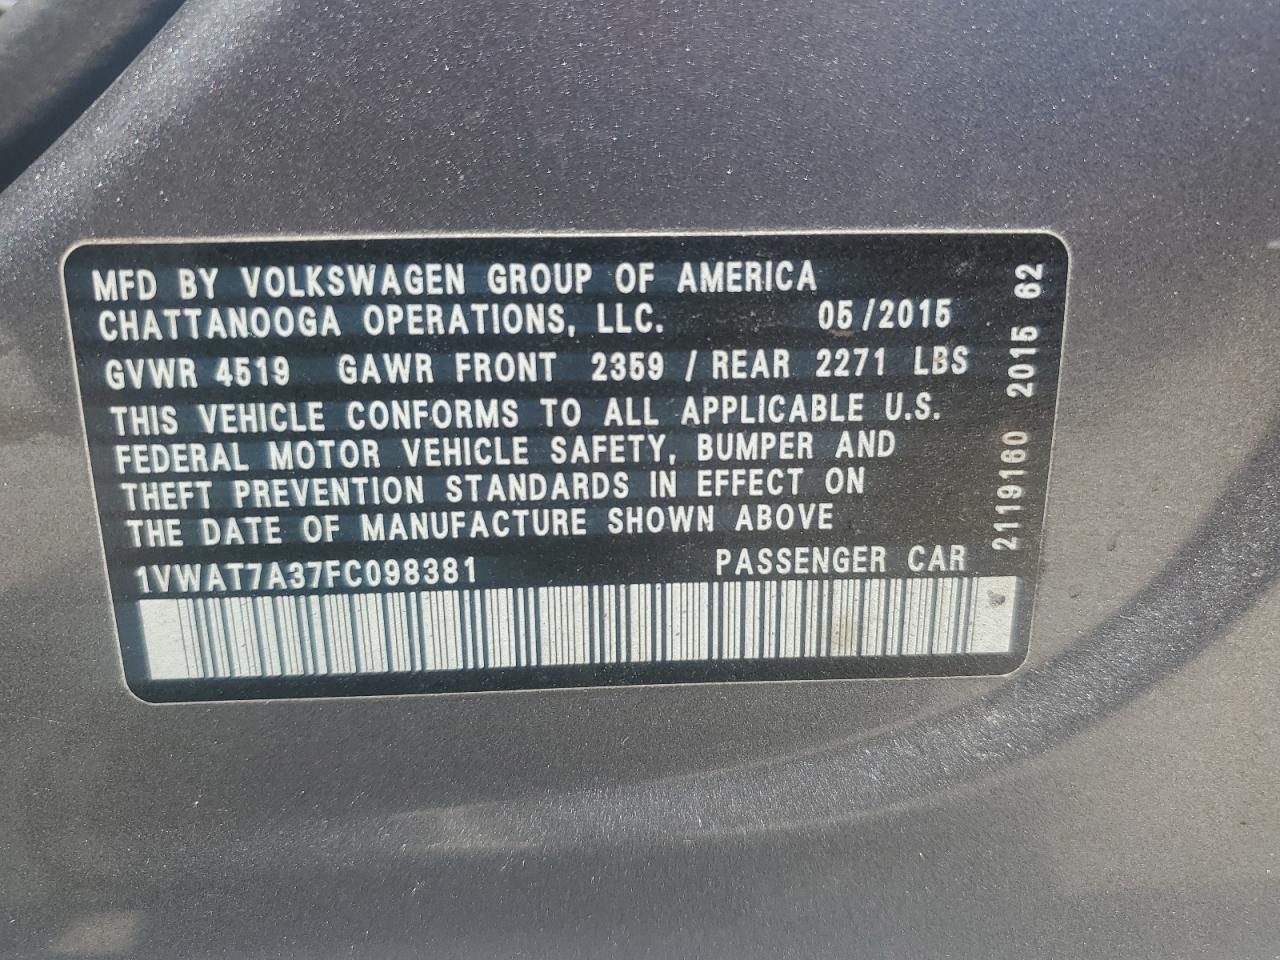 MFD BY VOLKSWAGEN GROUP OF AMERICA
CHATTANOOGA OPERATIONS, LLC. 05/2015
GVWR 4519 GAWR FRONT 2359 / REAR 2271 LBS
THIS VEHICLE CONFORMS TO ALL APPLICABLE U.S.
FEDERAL MOTOR VEHICLE SAFETY, BUMPER AND
THEFT PREVENTION STANDARDS IN EFFECT ON
THE DATE OF MANUFACTURE SHOWN ABOVE
1VWAT7A37FC098381 PASSENGER CAR
2119160 2015 62